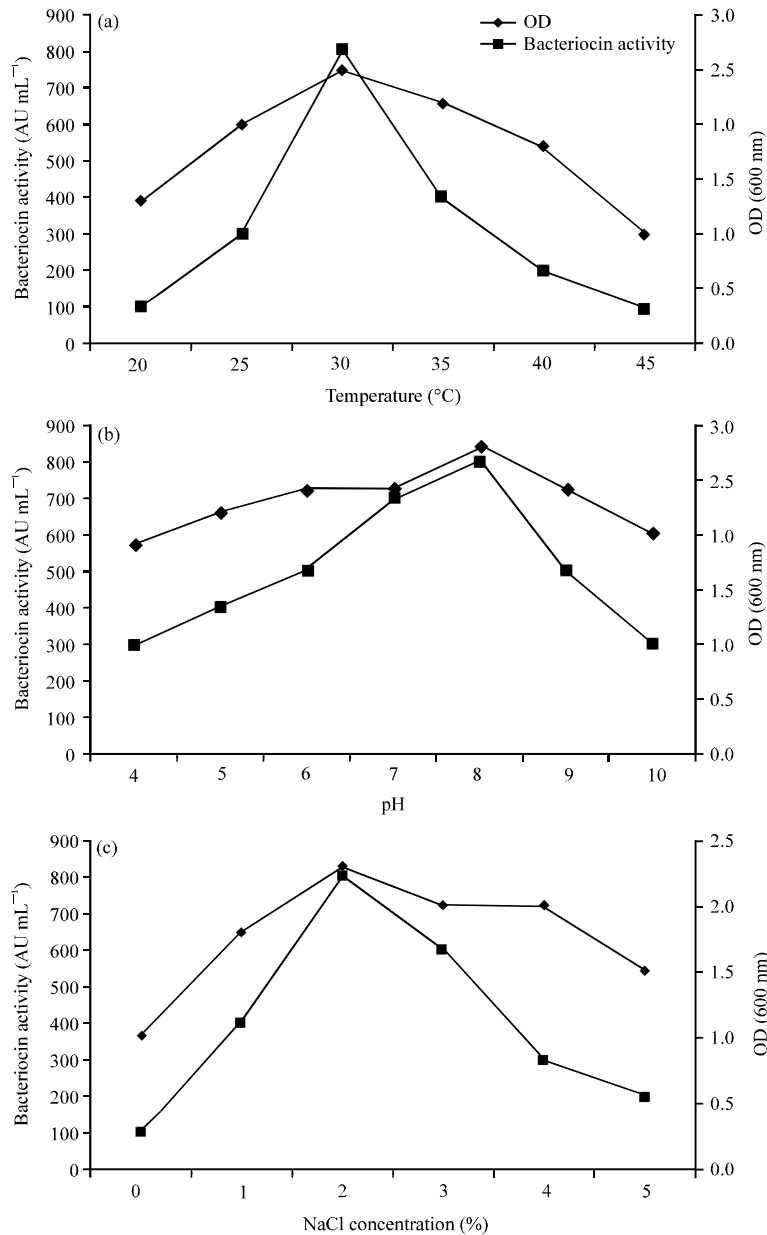 (a)
OD
Bacteriocin activity
Bacteriocin activity (AU mL⁻¹)
900
800
700
600
500
400
300
200
100
0
3.0
2.5
1.0
1.5
1.0
0.5
0.0
OD (600 nm)
20 25 30 35 40 45
Temperature (°C)
(b)
Bacteriocin activity (AU mL⁻¹)
900
800
700
600
500
400
300
200
100
0
3.0
2.5
1.0
1.5
1.0
0.5
0.0
OD (600 nm)
4 5 6 7 8 9 10
pH
(c)
Bacteriocin activity (AU mL⁻¹)
900
800
700
600
500
400
300
200
100
0
2.5
2.0
1.5
1.0
0.5
0.0
OD (600 nm)
0 1 2 3 4 5
NaCl concentration (%)